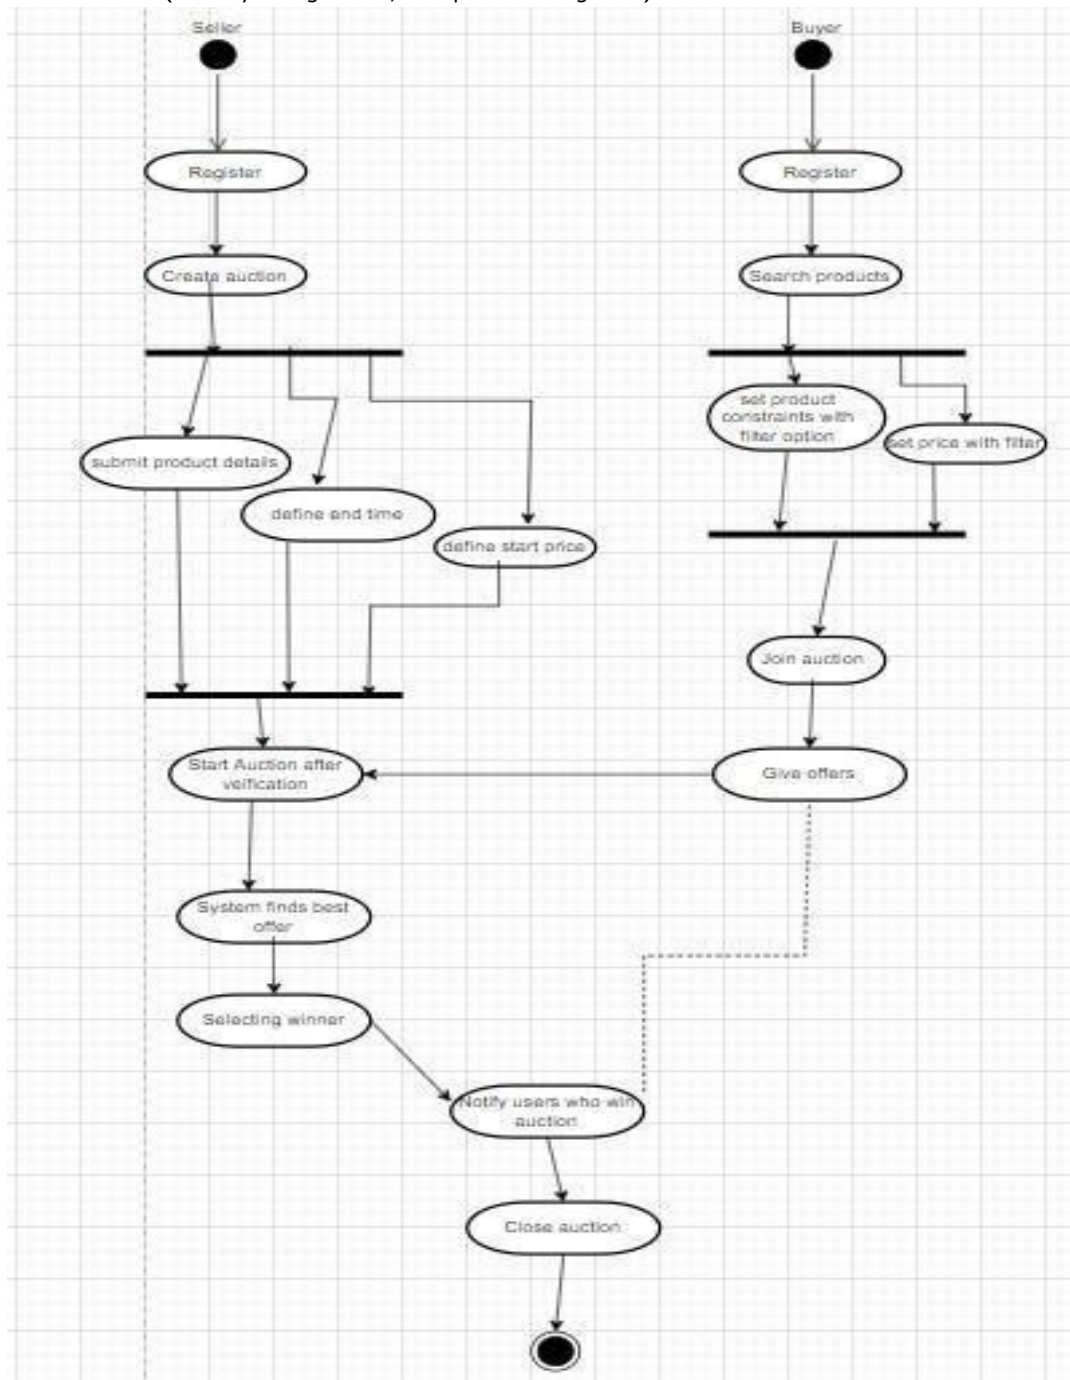 Seller
Buyer
Register
Register
Create auction
Search products
set product
constraints with
filter option
set price with filter
submit product details
define end time
define start price
Join auction
Start Auction after
veification
Give offers
System finds best
offer
Selecting winner
Notify users who win
auction
Close auction